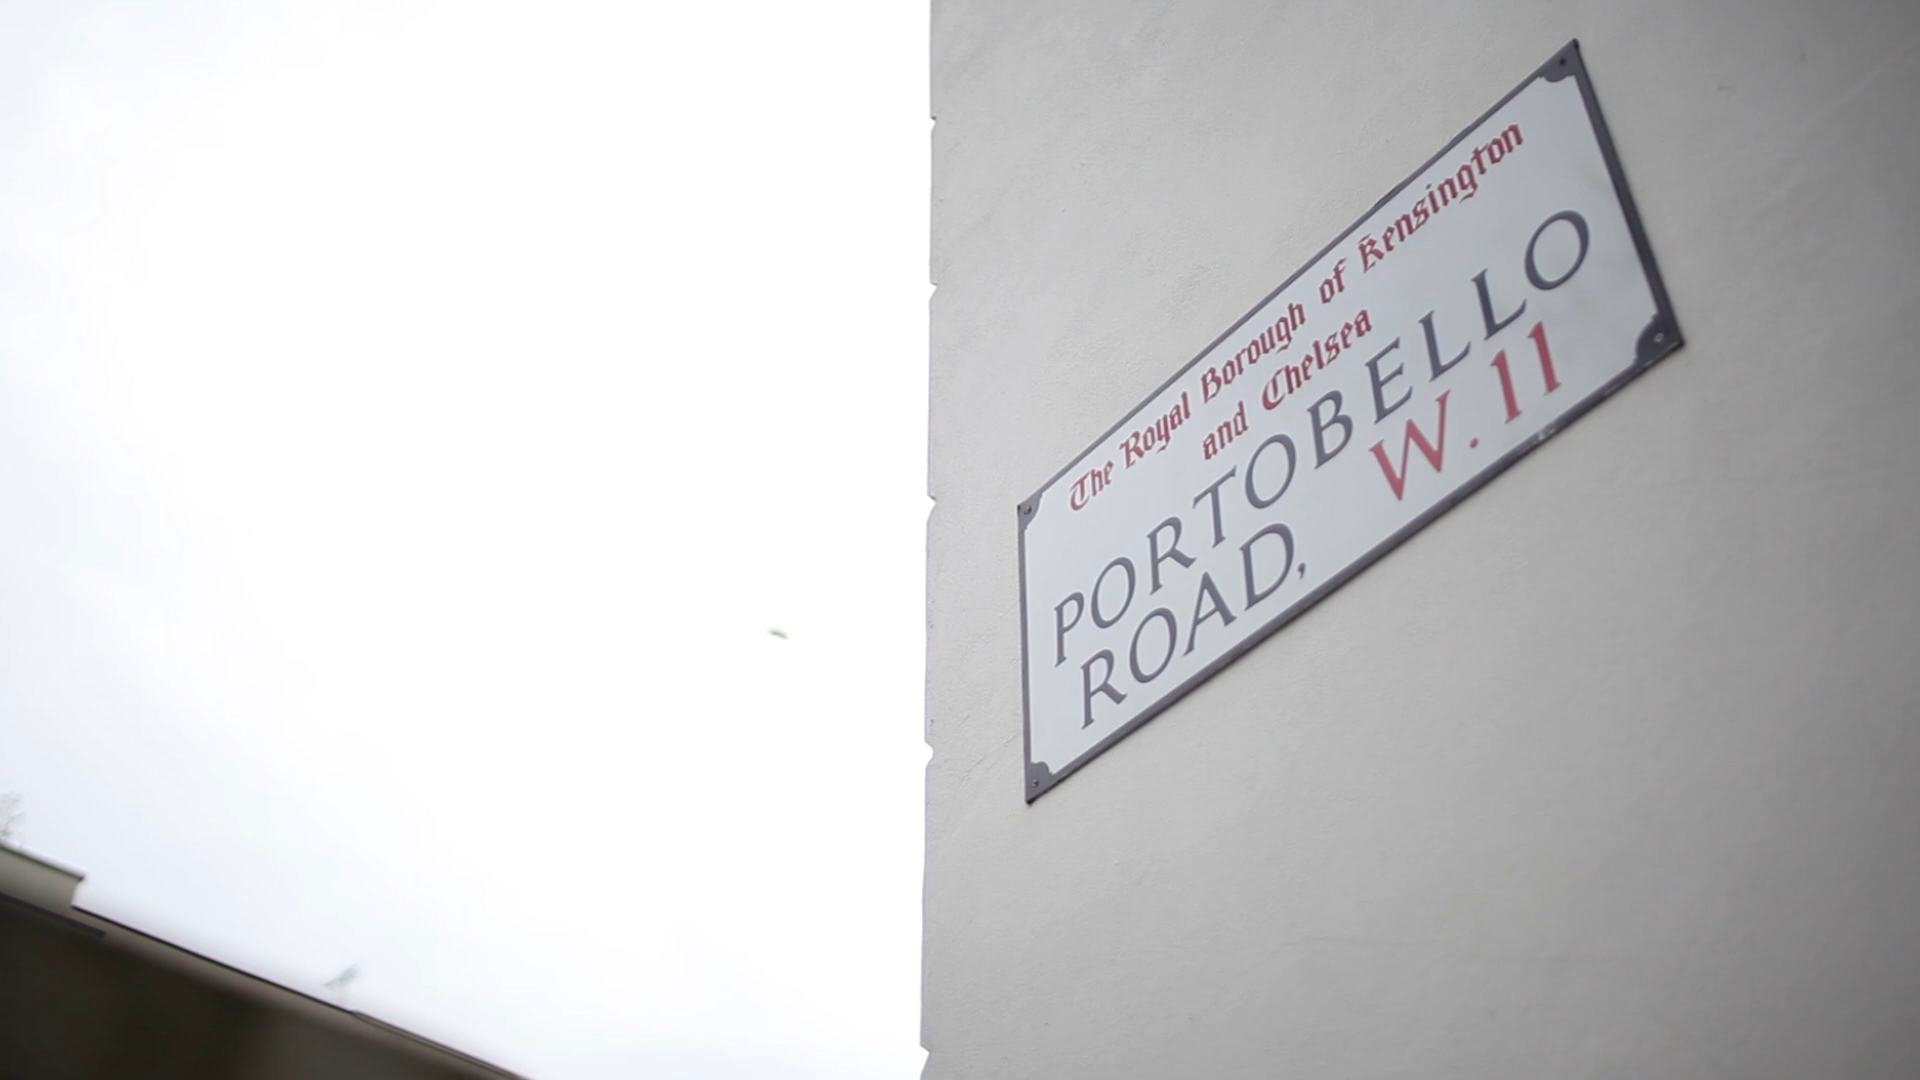 The Royal Borough of Kensington
and Chelsea
PORTOBELLO
ROAD, W.11